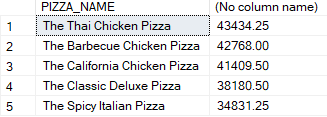 PIZZA_NAME (No column name)
1 The Thai Chicken Pizza 43434.25
2 The Barbecue Chicken Pizza 42768.00
3 The California Chicken Pizza 41409.50
4 The Classic Deluxe Pizza 38180.50
5 The Spicy Italian Pizza 34831.25